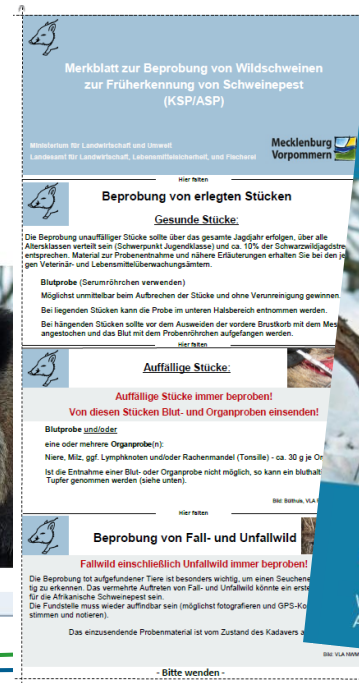 Merkblatt zur Beprobung von Wildschweinen
zur Früherkennung von Schweinepest
(KSP/ASP)
Ministerium für Landwirtschaft und Umwelt
Landesamt für Landwirtschaft, Lebensmittelsicherheit, und Fischerei
Mecklenburg
Vorpommern
Hier falten
Beprobung von erlegten Stücken
Gesunde Stücke:
Die Beprobung unauffälliger Stücke sollte über das gesamte Jagdjahr erfolgen, über alle
Altersklassen verteilt sein (Schwerpunkt Jugendklasse) und ca. 10% der Schwarzwildjagdstre
entsprechen. Material zur Probenentnahme und nähere Erläuterungen erhalten Sie bei den je
gen Veterinär- und Lebensmittelüberwachungsämtern.
Blutprobe (Serumröhrchen verwenden)
Möglichst unmittelbar beim Aufbrechen der Stücke und ohne Verunreinigung gewinnen.
Bei liegenden Stücken kann die Probe im unteren Halsbereich entnommen werden.
Bei hängenden Stücken sollte vor dem Ausweiden der vordere Brustkorb mit dem Mes
angestochen und das Blut mit dem Probenröhrchen aufgefangen werden.
Hier falten
Auffällige Stücke:
Auffällige Stücke immer beproben!
Von diesen Stücken Blut- und Organproben einsenden!
Blutprobe und/oder
eine oder mehrere Organprobe(n):
Niere, Milz, ggf. Lymphknoten und/oder Rachenmandel (Tonsille) - ca. 30 g je Or
Ist die Entnahme einer Blut- oder Organprobe nicht möglich, so kann ein bluthalt
Tupfer genommen werden (siehe unten).
Hier falten
Beprobung von Fall- und Unfallwild
Fallwild einschließlich Unfallwild immer beproben!
Die Beprobung tot aufgefundener Tiere ist besonders wichtig, um einen Seuchene
tig zu erkennen. Das vermehrte Auftreten von Fall- und Unfallwild könnte ein erste
für die Afrikanische Schweinepest sein.
Die Fundstelle muss wieder auffindbar sein (möglichst fotografieren und GPS-Ko
stimmen und notieren).
Das einzusendende Probenmaterial ist vom Zustand des Kadavers a
- Bitte wenden -